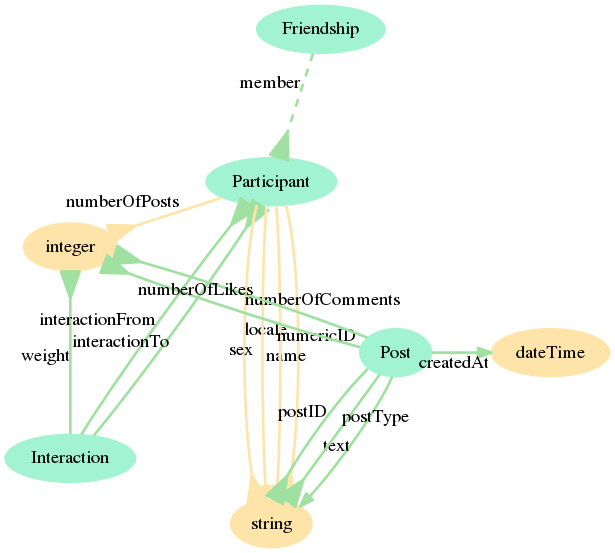 Friendship
member
Participant
numberOfPosts
integer
numberOfLikes
numberOfComments
interactionFrom
locale
numericID
interactionTo
sex
name
weight
Post
dateTime
createdAt
postID
postType
text
Interaction
string